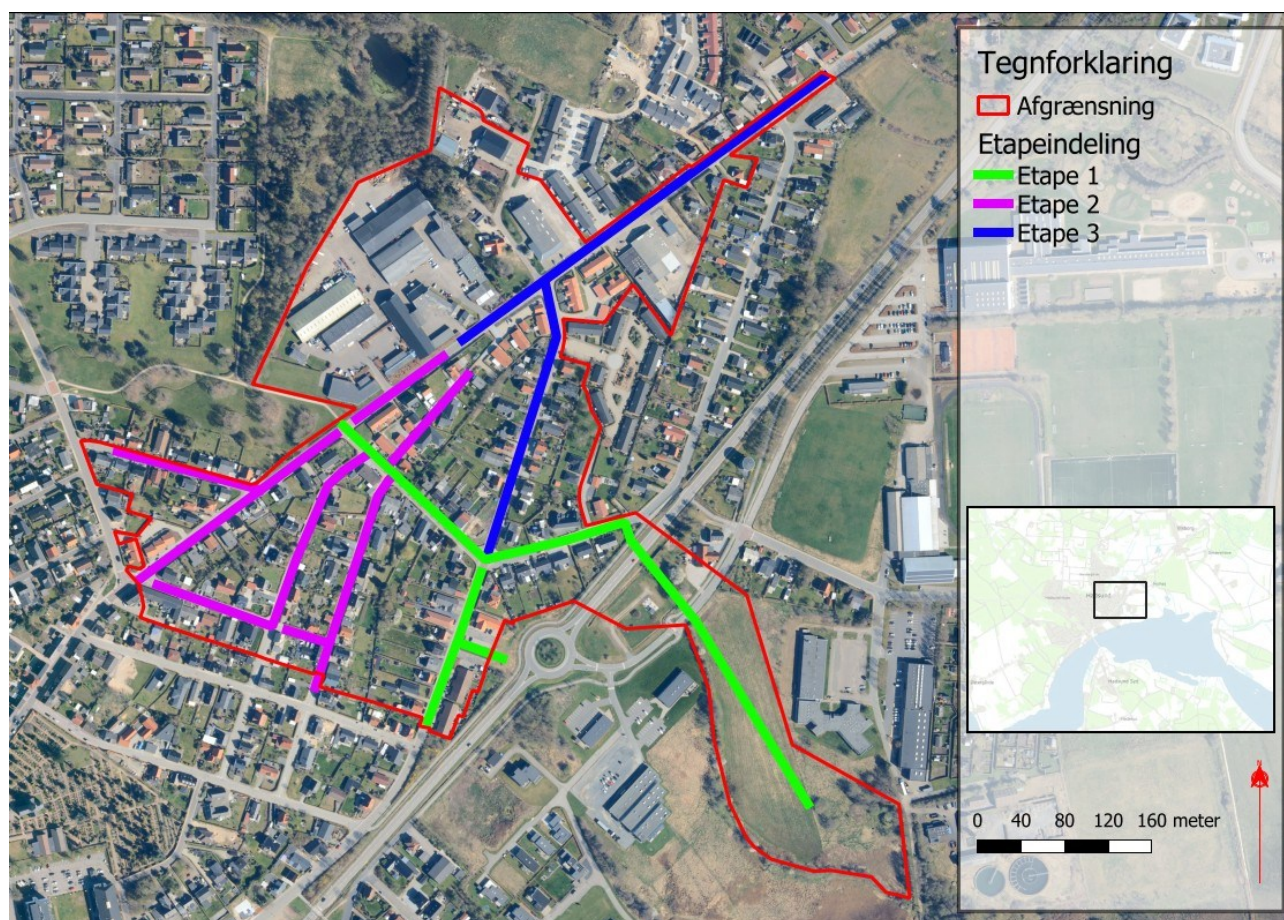 Tegnforklaring
Afgrænsning
Etapeindeling
Etape 1
Etape 2
Etape 3
0 40 80 120 160 meter
N